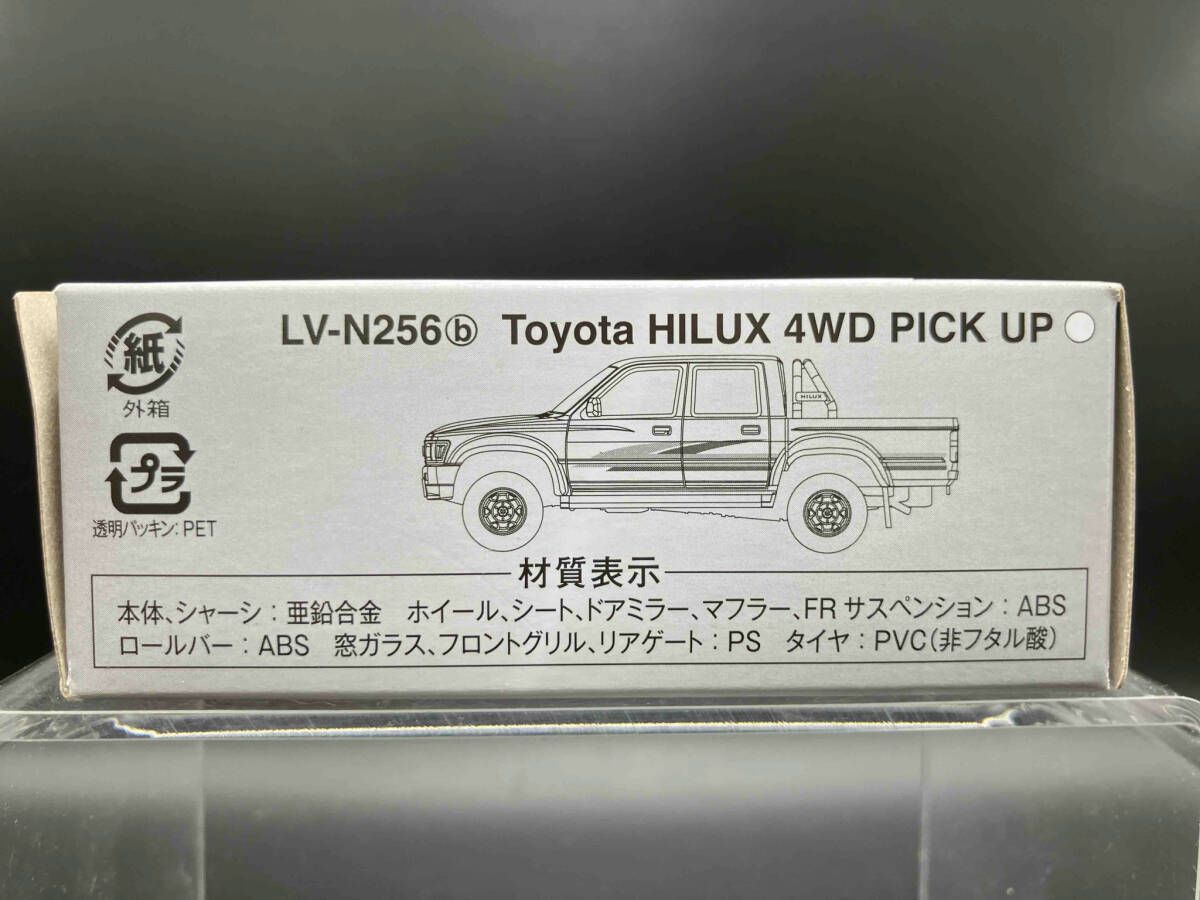 LV-N256ⓑ Toyota HILUX 4WD PICK UP
紙
外箱
プラ
透明パッキン:PET
HILUX
材質表示
本体、シャーシ:亜鉛合金 ホイール、シート、ドアミラー、マフラー、FRサスペンション:ABS
ロールバー:ABS 窓ガラス、フロントグリル、リアゲート:PS タイヤ:PVC(非フタル酸)